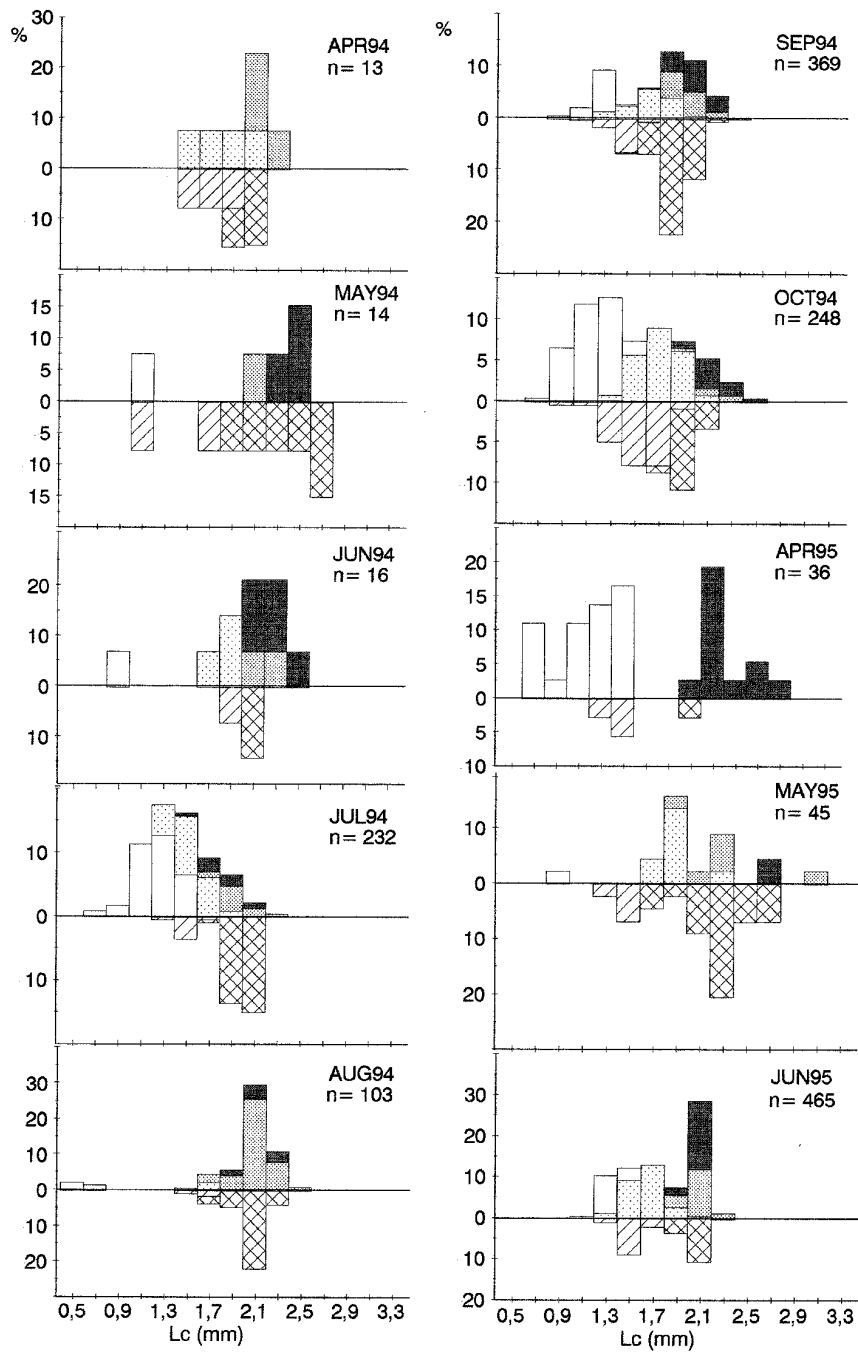 %
30
20
10
0
10
APR94
n= 13
15
10
5
0
5
10
15
MAY94
n= 14
20
10
0
10
JUN94
n= 16
10
0
10
JUL94
n= 232
30
20
10
0
10
20
AUG94
n= 103
0,5 0,9 1,3 1,7 2,1 2,5 2,9 3,3
Lc (mm)
%
10
0
10
20
SEP94
n= 369
10
5
0
5
10
OCT94
n= 248
20
15
10
5
0
5
10
APR95
n= 36
10
0
10
20
MAY95
n= 45
30
20
10
0
10
20
JUN95
n= 465
0,5 0,9 1,3 1,7 2,1 2,5 2,9 3,3
Lc (mm)